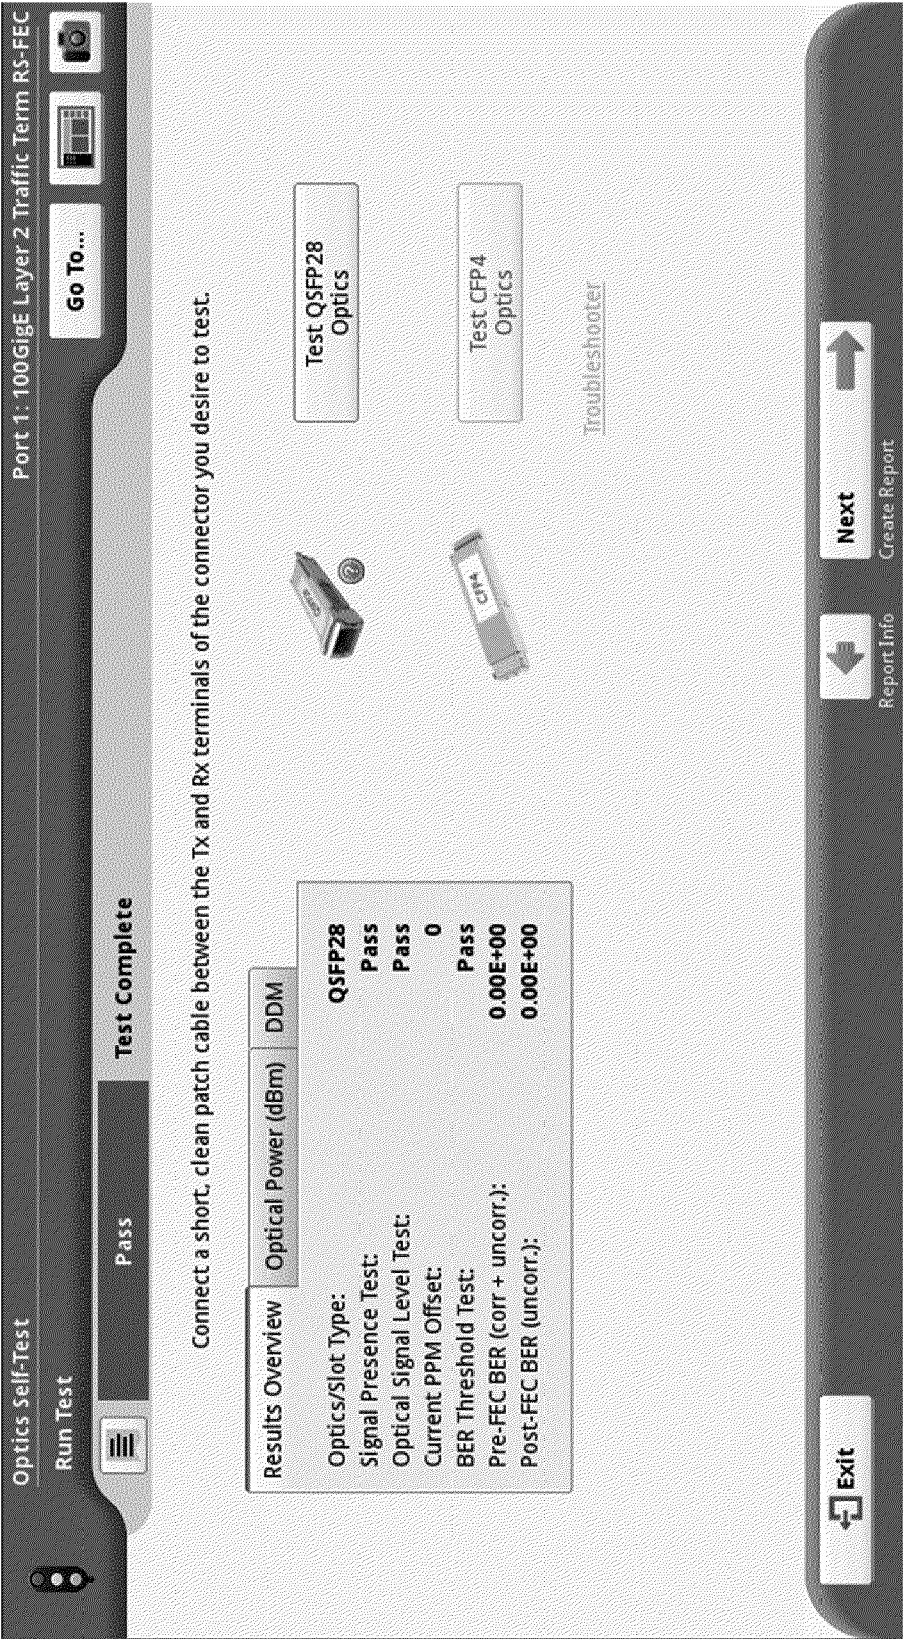 Optics Self-Test
Port 1: 100GigE Layer 2 Traffic Term RS-FEC
Run Test
Go To...
Pass
Test Complete
Connect a short, clean patch cable between the Tx and Rx terminals of the connector you desire to test.
Results Overview
Optical Power (dBm)
DDM
Optics/Slot Type: QSFP28
Signal Presence Test: Pass
Optical Signal Level Test: Pass
Current PPM Offset: 0
BER Threshold Test: Pass
Pre-FEC BER (corr + uncorr.): 0.00E+00
Post-FEC BER (uncorr.): 0.00E+00
Test QSFP28
Optics
CFP4
Test CFP4
Optics
Troubleshooter
Exit
Next
Report Info
Create Report